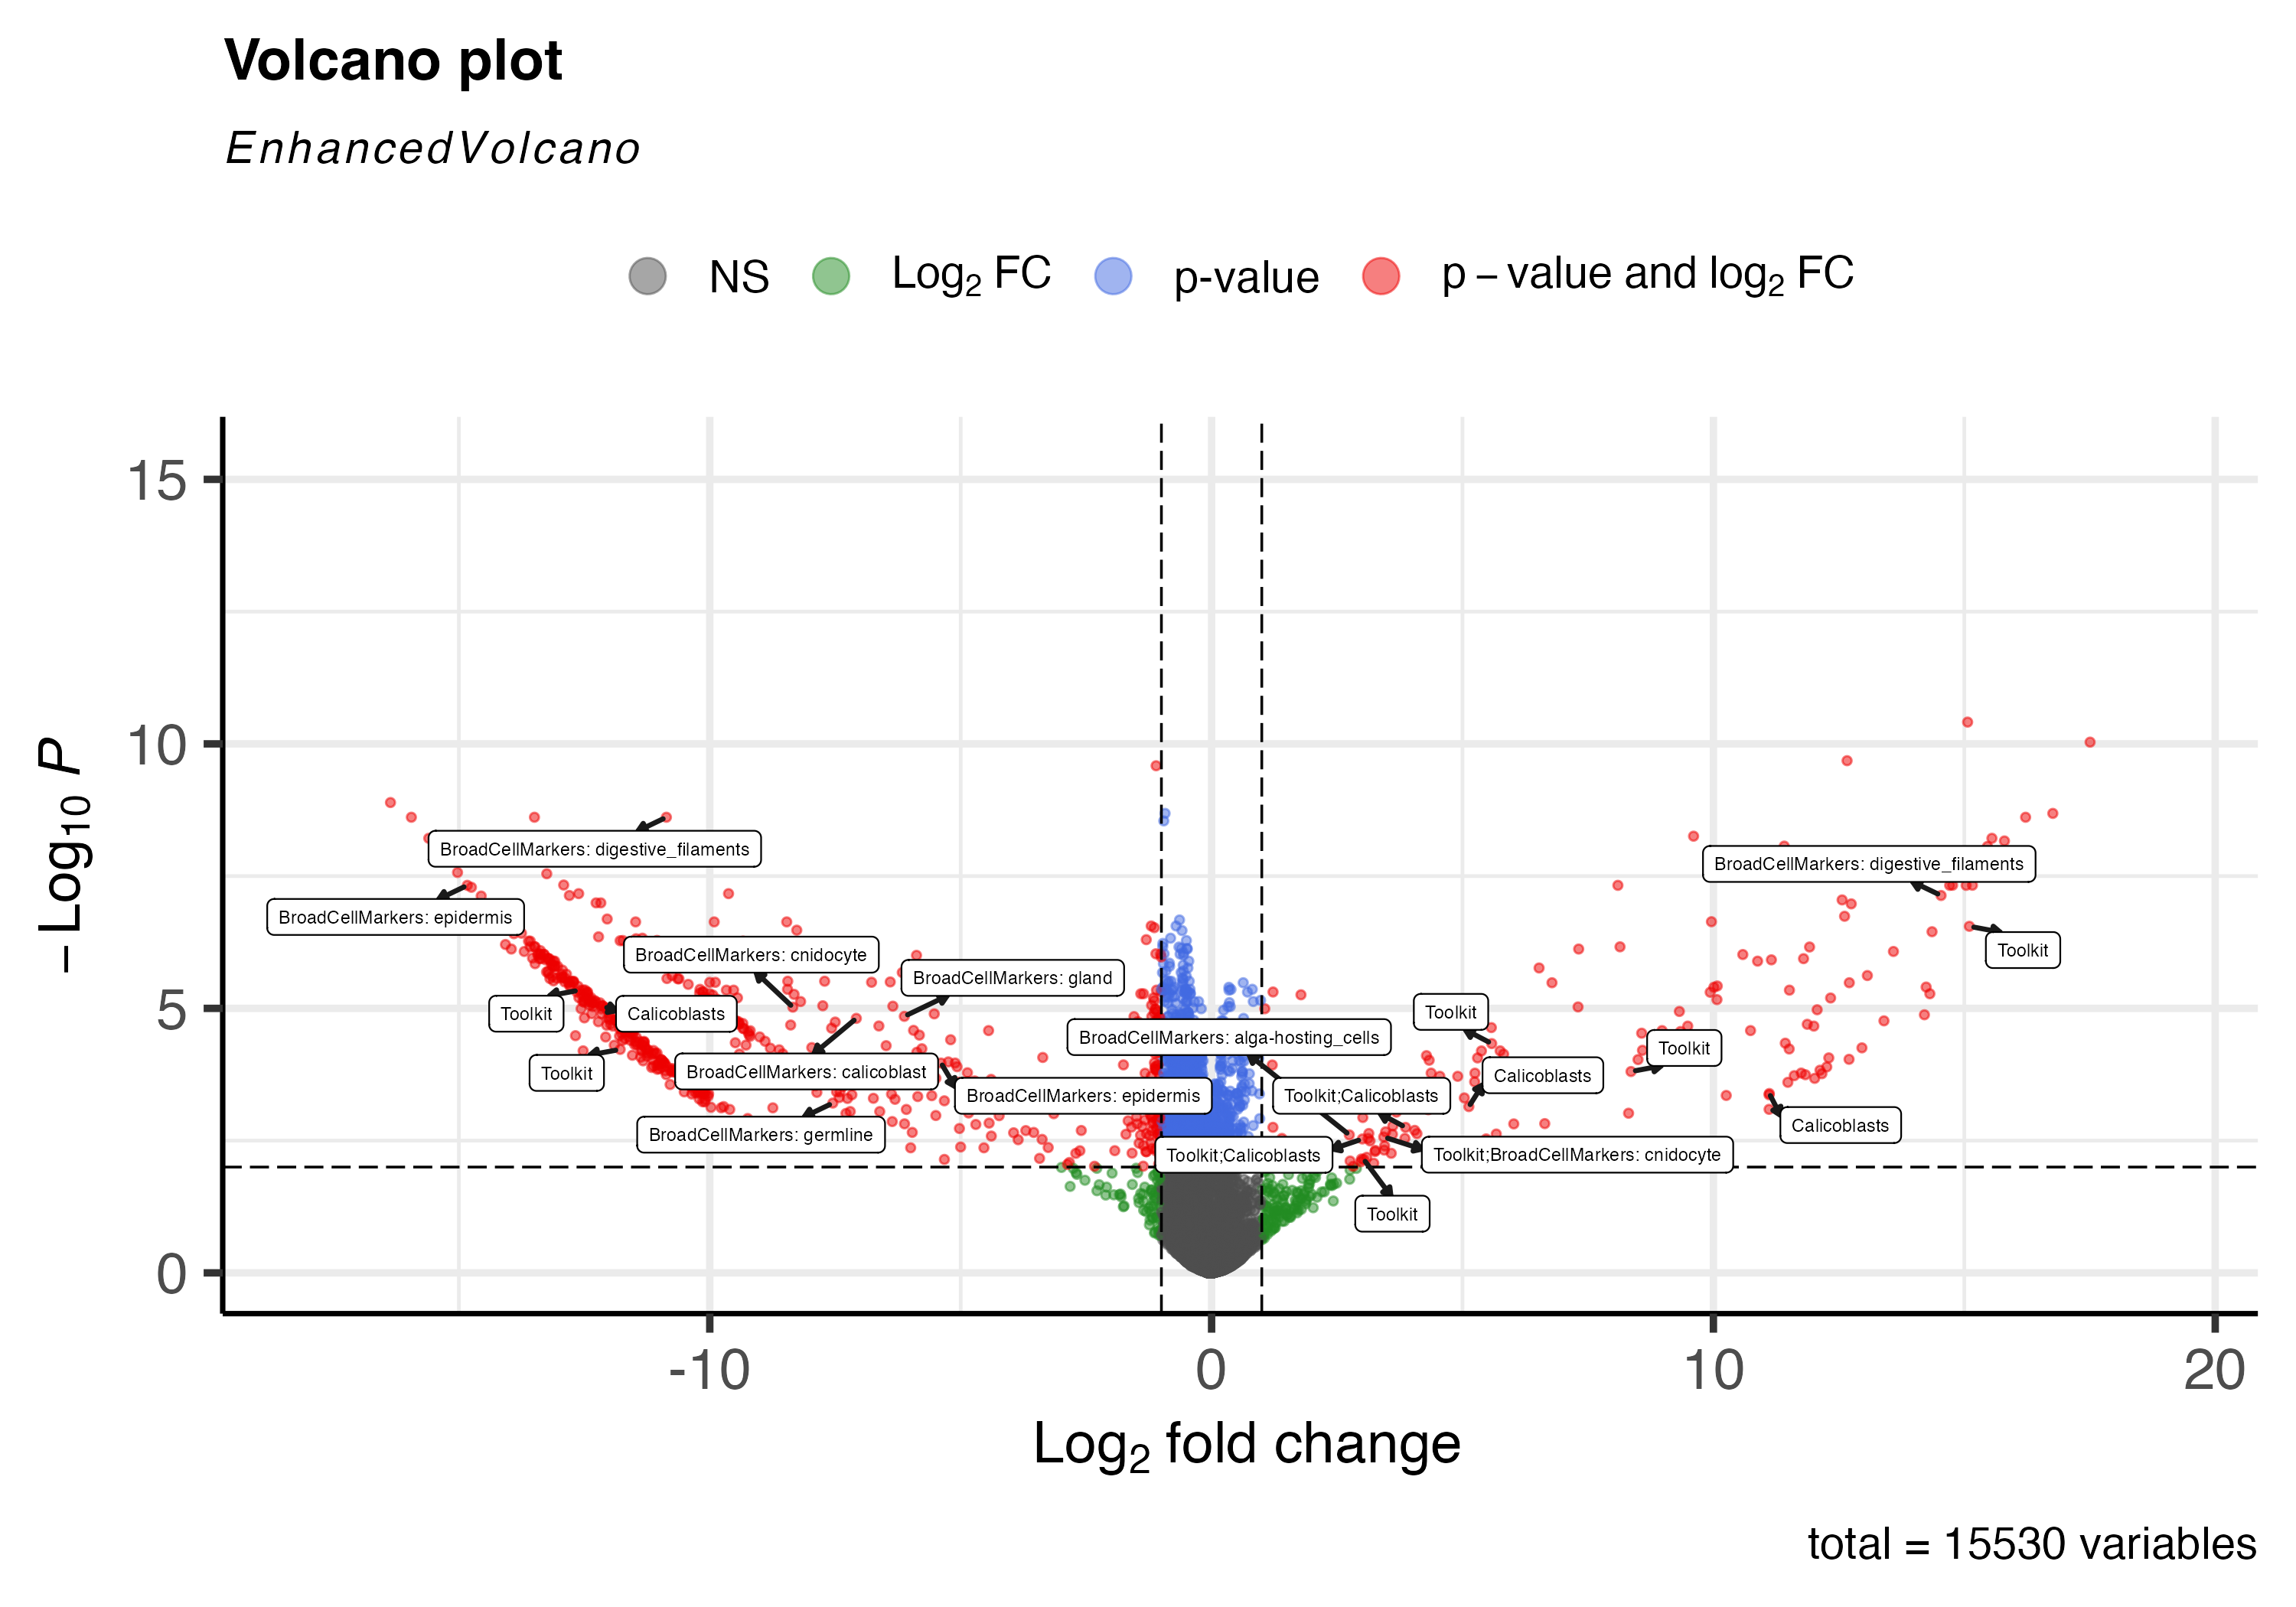 Volcano plot
EnhancedVolcano
NS Log2 FC p-value p – value and log2 FC
–Log10 P
15
10
5
0
BroadCellMarkers: digestive_filaments
BroadCellMarkers: digestive_filaments
BroadCellMarkers: epidermis
BroadCellMarkers: cnidocyte
Toolkit
BroadCellMarkers: gland
Toolkit
Calicoblasts
Toolkit
BroadCellMarkers: alga-hosting_cells
Toolkit
Toolkit
BroadCellMarkers: calicoblast
Calicoblasts
BroadCellMarkers: epidermis
Toolkit;Calicoblasts
Calicoblasts
BroadCellMarkers: germline
Toolkit;Calicoblasts
Toolkit;BroadCellMarkers: cnidocyte
Toolkit
-10 0 10 20
Log2 fold change
total = 15530 variables